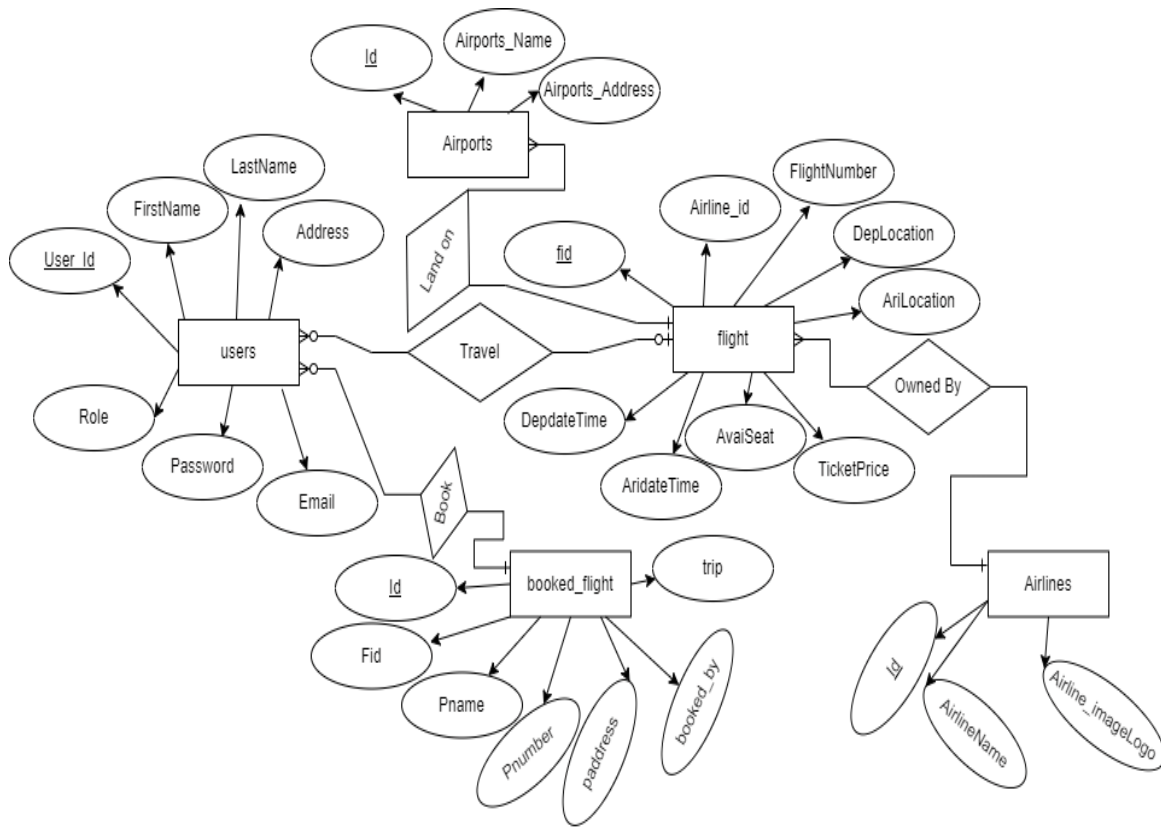 Airports_Name
Id
Airports_Address
Airports
LastName
FlightNumber
FirstName
Airline_id
Address
DepLocation
User_Id
Land on
fid
AriLocation
users
Travel
flight
Owned By
Role
DepdateTime
AvaiSeat
Password
TicketPrice
Email
AridateTime
Book
trip
Id
booked_flight
Airlines
Fid
booked_by
Id
Pname
Airline_imageLogo
Pnumber
paddress
AirlineName